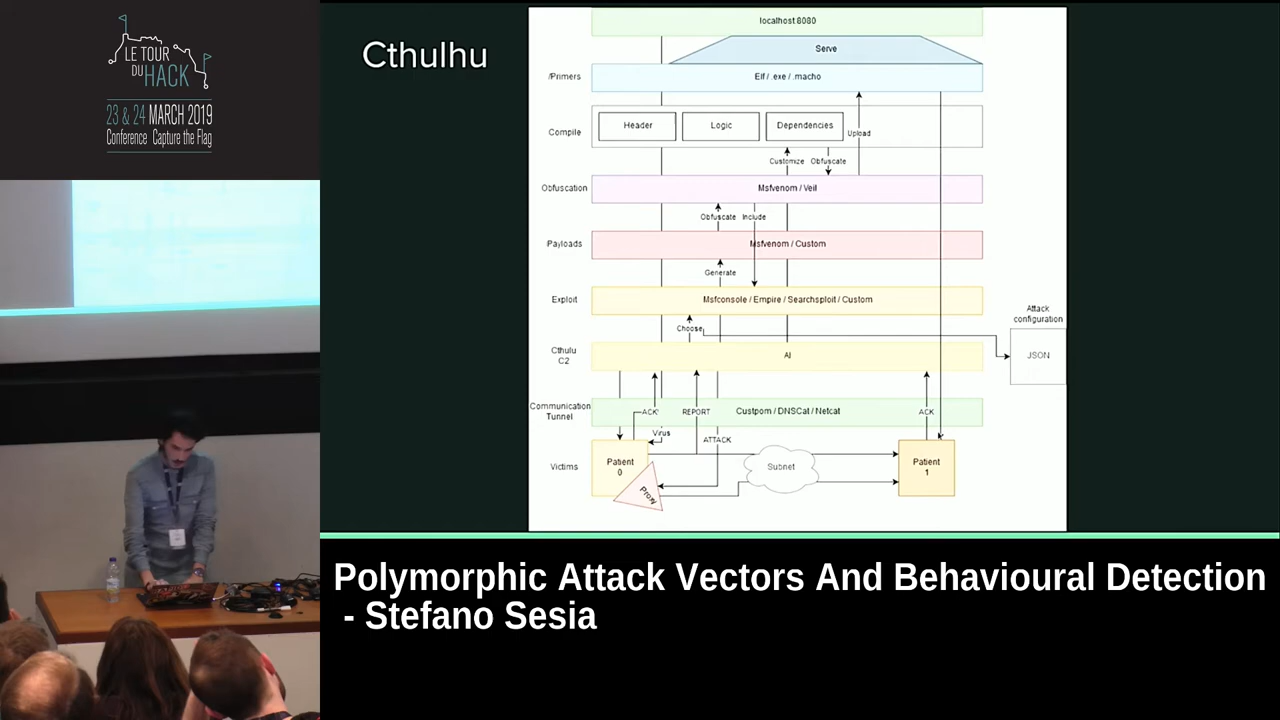 LE TOUR
DU HACK
23 & 24 MARCH 2019
Conference Capture the Flag
Cthulhu
localhost:8080
Serve
/Primers
Elf / .exe / .macho
Compile
Header
Logic
Dependencies
Upload
Customize
Obfuscate
Obfuscation
Msfvenom / Veil
Obfuscate
Include
Payloads
Msfvenom / Custom
Generate
Exploit
Msfconsole / Empire / Searchsploit / Custom
Choose
Attack
configuration
JSON
Cthulu
C2
AI
Communication
Tunnel
ACK
REPORT
Custpom / DNSCat / Netcat
ACK
Virus
ATTACK
Victims
Patient
0
Proxy
Subnet
Patient
1
Polymorphic Attack Vectors And Behavioural Detection
- Stefano Sesia